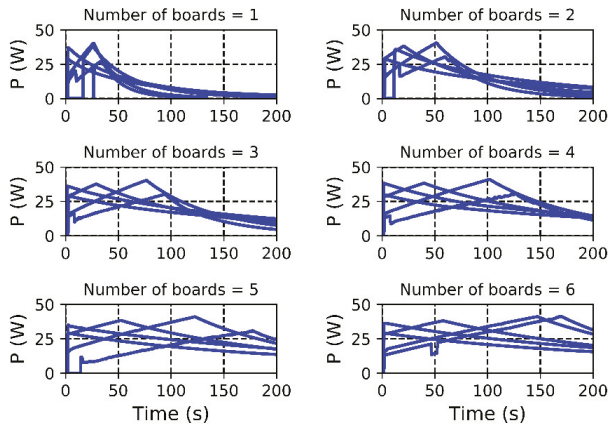 Number of boards = 1
Number of boards = 2
50
25
0
P (W)
0 50 100 150 200
50
25
0
P (W)
0 50 100 150 200
Number of boards = 3
Number of boards = 4
50
25
0
P (W)
0 50 100 150 200
50
25
0
P (W)
0 50 100 150 200
Number of boards = 5
Number of boards = 6
50
25
0
P (W)
0 50 100 150 200
Time (s)
50
25
0
P (W)
0 50 100 150 200
Time (s)